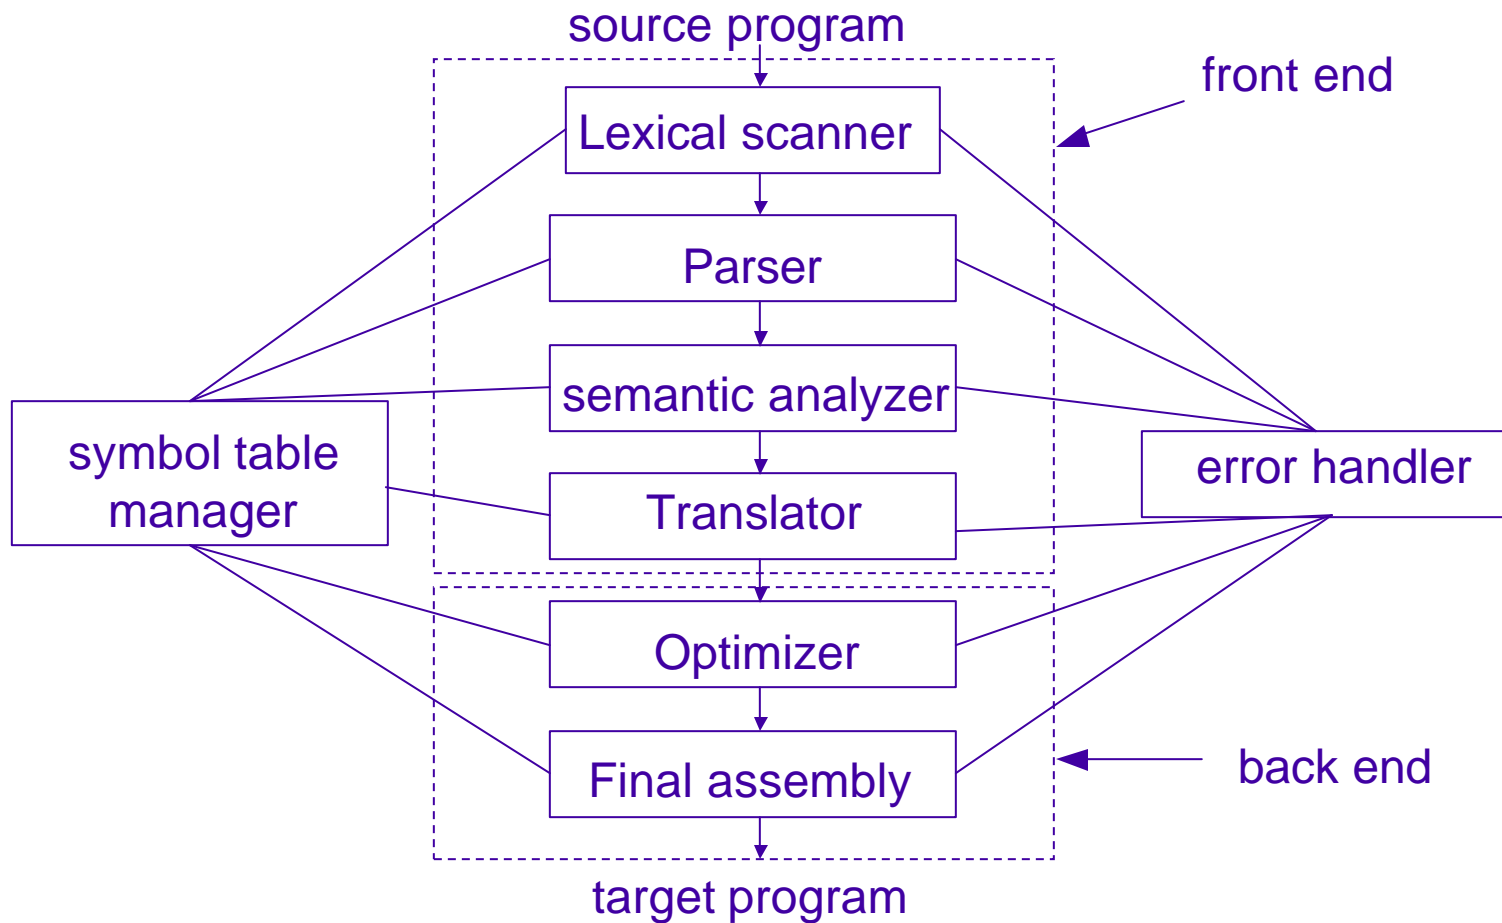 source program
front end
Lexical scanner
Parser
semantic analyzer
symbol table
manager
error handler
Translator
Optimizer
Final assembly
back end
target program